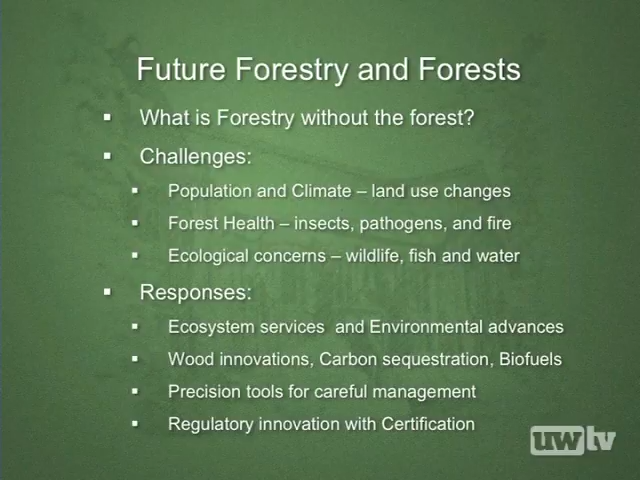 Future Forestry and Forests
▪ What is Forestry without the forest?
▪ Challenges:
▪ Population and Climate – land use changes
▪ Forest Health – insects, pathogens, and fire
▪ Ecological concerns – wildlife, fish and water
▪ Responses:
▪ Ecosystem services and Environmental advances
▪ Wood innovations, Carbon sequestration, Biofuels
▪ Precision tools for careful management
▪ Regulatory innovation with Certification
uwtv